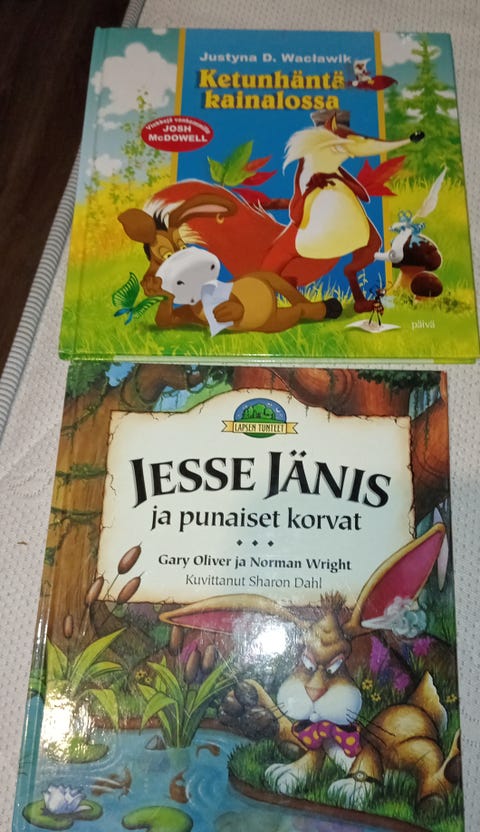 Justyna D. Wacławik
Ketunhäntä
kainalossa
Vinkkejä vanhemmille
JOSH
McDOWELL
päivä
LAPSEN TUNTEET
JESSE JÄNIS
ja punaiset korvat
Gary Oliver ja Norman Wright
Kuvittanut Sharon Dahl